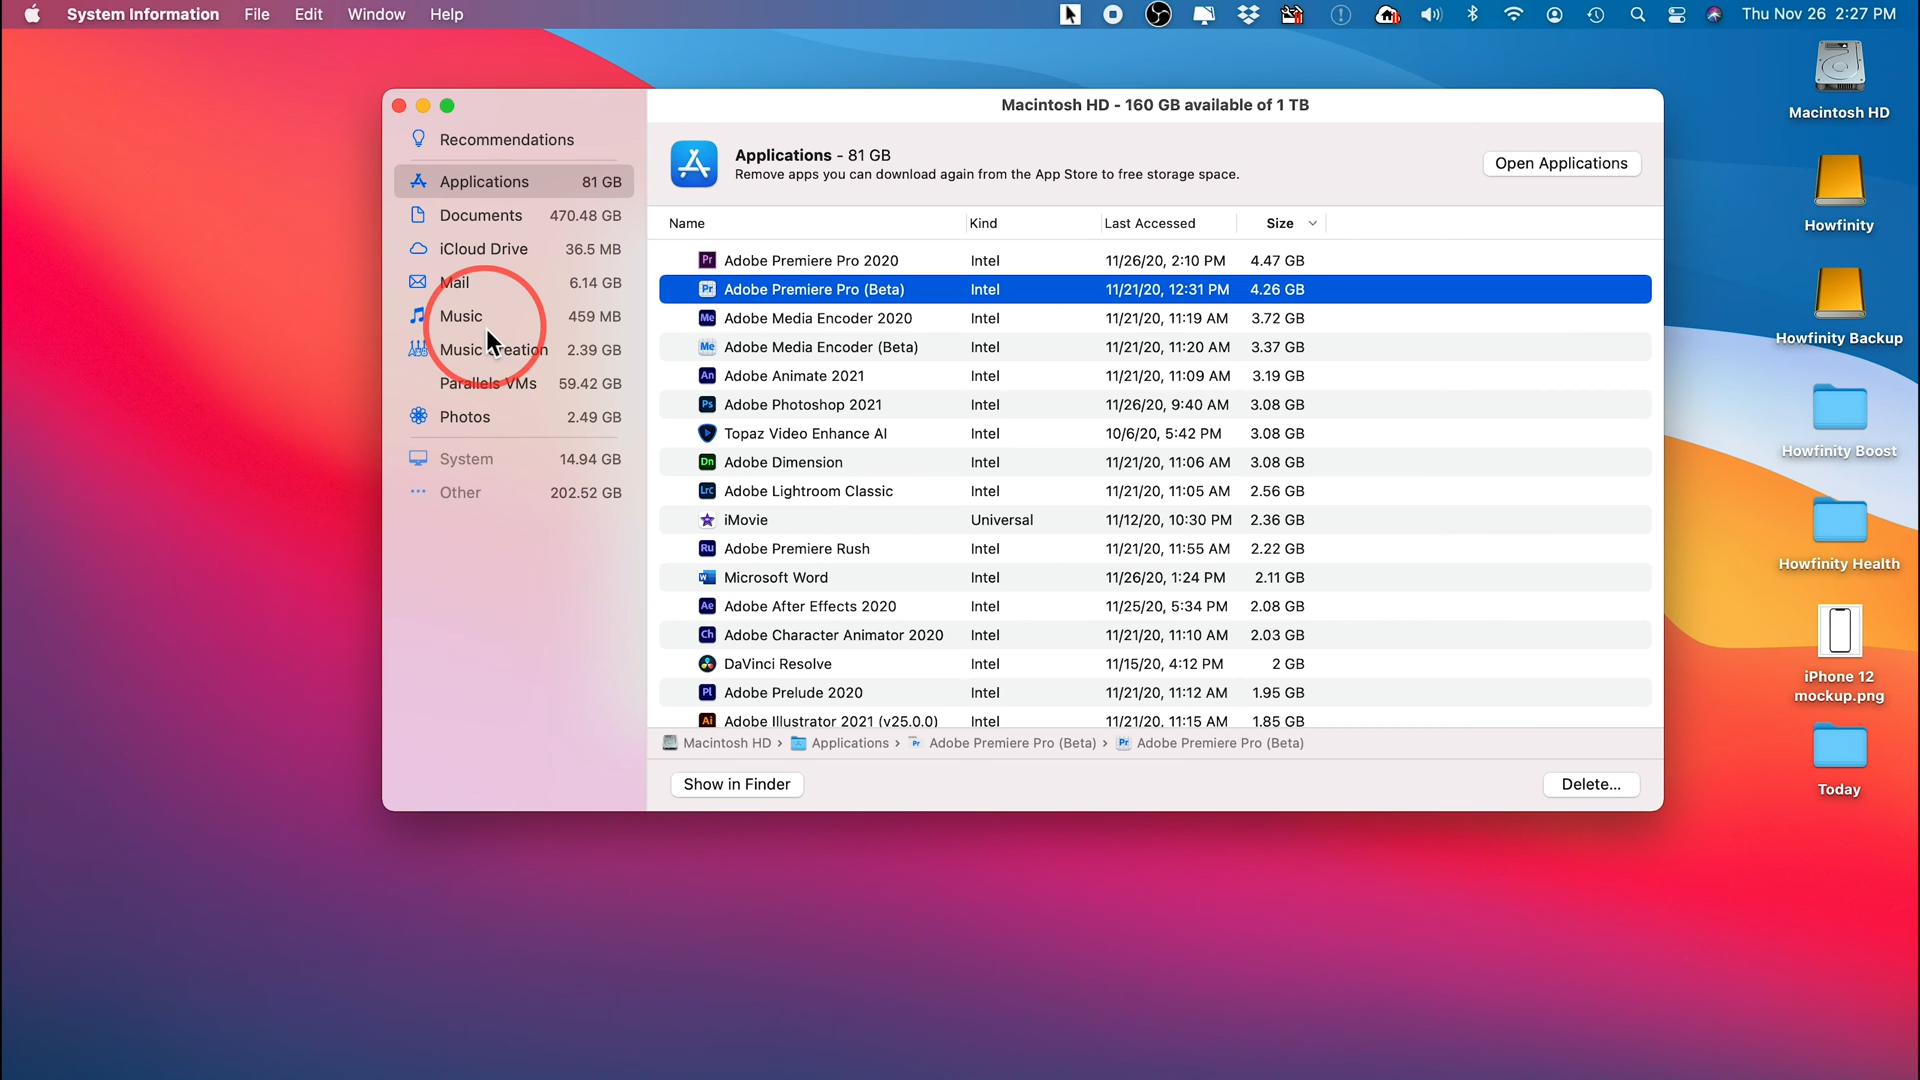 System Information File Edit Window Help Thu Nov 26 2:27 PM
Macintosh HD - 160 GB available of 1 TB
Recommendations
Applications 81 GB
Documents 470.48 GB
iCloud Drive 36.5 MB
Mail 6.14 GB
Music 459 MB
Music Creation 2.39 GB
Parallels VMs 59.42 GB
Photos 2.49 GB
System 14.94 GB
Other 202.52 GB
Applications - 81 GB
Remove apps you can download again from the App Store to free storage space.
Open Applications
Name Kind Last Accessed Size
Pr Adobe Premiere Pro 2020 Intel 11/26/20, 2:10 PM 4.47 GB
Pr Adobe Premiere Pro (Beta) Intel 11/21/20, 12:31 PM 4.26 GB
Me Adobe Media Encoder 2020 Intel 11/21/20, 11:19 AM 3.72 GB
Me Adobe Media Encoder (Beta) Intel 11/21/20, 11:20 AM 3.37 GB
An Adobe Animate 2021 Intel 11/21/20, 11:09 AM 3.19 GB
Ps Adobe Photoshop 2021 Intel 11/26/20, 9:40 AM 3.08 GB
Topaz Video Enhance AI Intel 10/6/20, 5:42 PM 3.08 GB
Dn Adobe Dimension Intel 11/21/20, 11:06 AM 3.08 GB
Lrc Adobe Lightroom Classic Intel 11/21/20, 11:05 AM 2.56 GB
iMovie Universal 11/12/20, 10:30 PM 2.36 GB
Ru Adobe Premiere Rush Intel 11/21/20, 11:55 AM 2.22 GB
W Microsoft Word Intel 11/26/20, 1:24 PM 2.11 GB
Ae Adobe After Effects 2020 Intel 11/25/20, 5:34 PM 2.08 GB
Ch Adobe Character Animator 2020 Intel 11/21/20, 11:10 AM 2.03 GB
DaVinci Resolve Intel 11/15/20, 4:12 PM 2 GB
Pl Adobe Prelude 2020 Intel 11/21/20, 11:12 AM 1.95 GB
Ai Adobe Illustrator 2021 (v25.0.0) Intel 11/21/20, 11:15 AM 1.85 GB
Macintosh HD › Applications › Pr Adobe Premiere Pro (Beta) › Pr Adobe Premiere Pro (Beta)
Show in Finder
Delete...
Macintosh HD
Howfinity
Howfinity Backup
Howfinity Boost
Howfinity Health
iPhone 12
mockup.png
Today